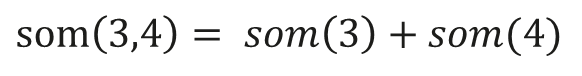 som(3,4) = som(3) + som(4)